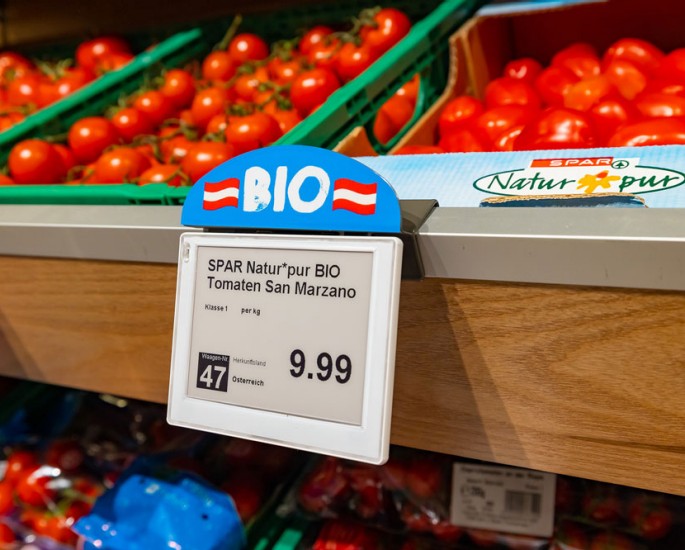 SPAR
Natur pur
BIO
SPAR Natur*pur BIO
Tomaten San Marzano
Klasse 1 per kg
Waagen-Nr.
47
Herkunftsland
Österreich
9.99